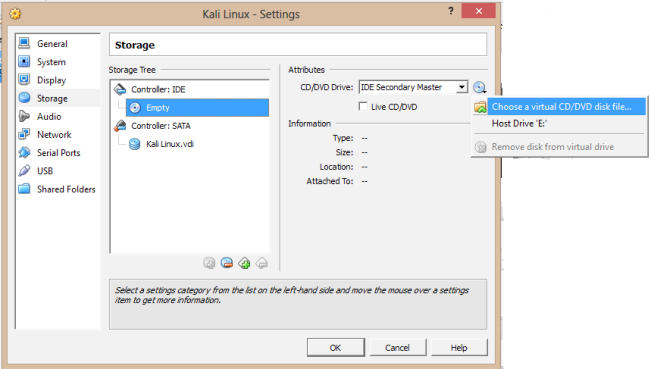 Kali Linux - Settings
?
General
System
Display
Storage
Audio
Network
Serial Ports
USB
Shared Folders
Storage
Storage Tree
Controller: IDE
Empty
Controller: SATA
Kali Linux.vdi
Attributes
CD/DVD Drive: IDE Secondary Master
Live CD/DVD
Information
Type: --
Size: --
Location: --
Attached To: --
Choose a virtual CD/DVD disk file...
Host Drive 'E:'
Remove disk from virtual drive
Select a settings category from the list on the left-hand side and move the mouse over a settings
item to get more information.
OK Cancel Help